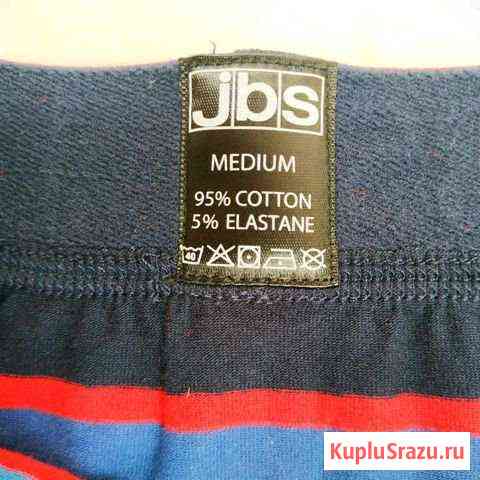 jbs
MEDIUM
95% COTTON
5% ELASTANE
40
KupluSrazu.ru